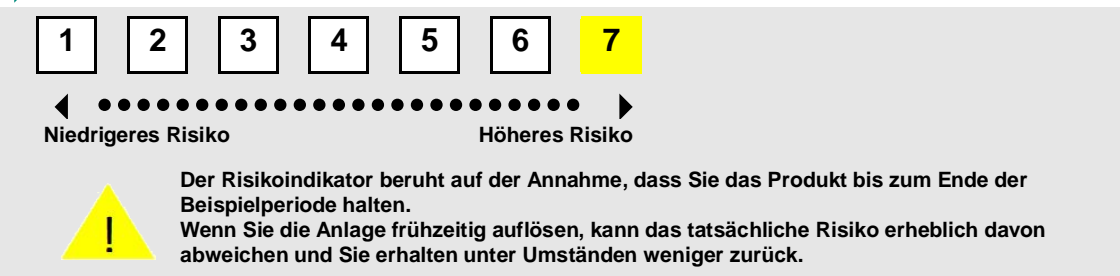 1 2 3 4 5 6 7
Niedrigeres Risiko Höheres Risiko
!
Der Risikoindikator beruht auf der Annahme, dass Sie das Produkt bis zum Ende der
Beispielperiode halten.
Wenn Sie die Anlage frühzeitig auflösen, kann das tatsächliche Risiko erheblich davon
abweichen und Sie erhalten unter Umständen weniger zurück.